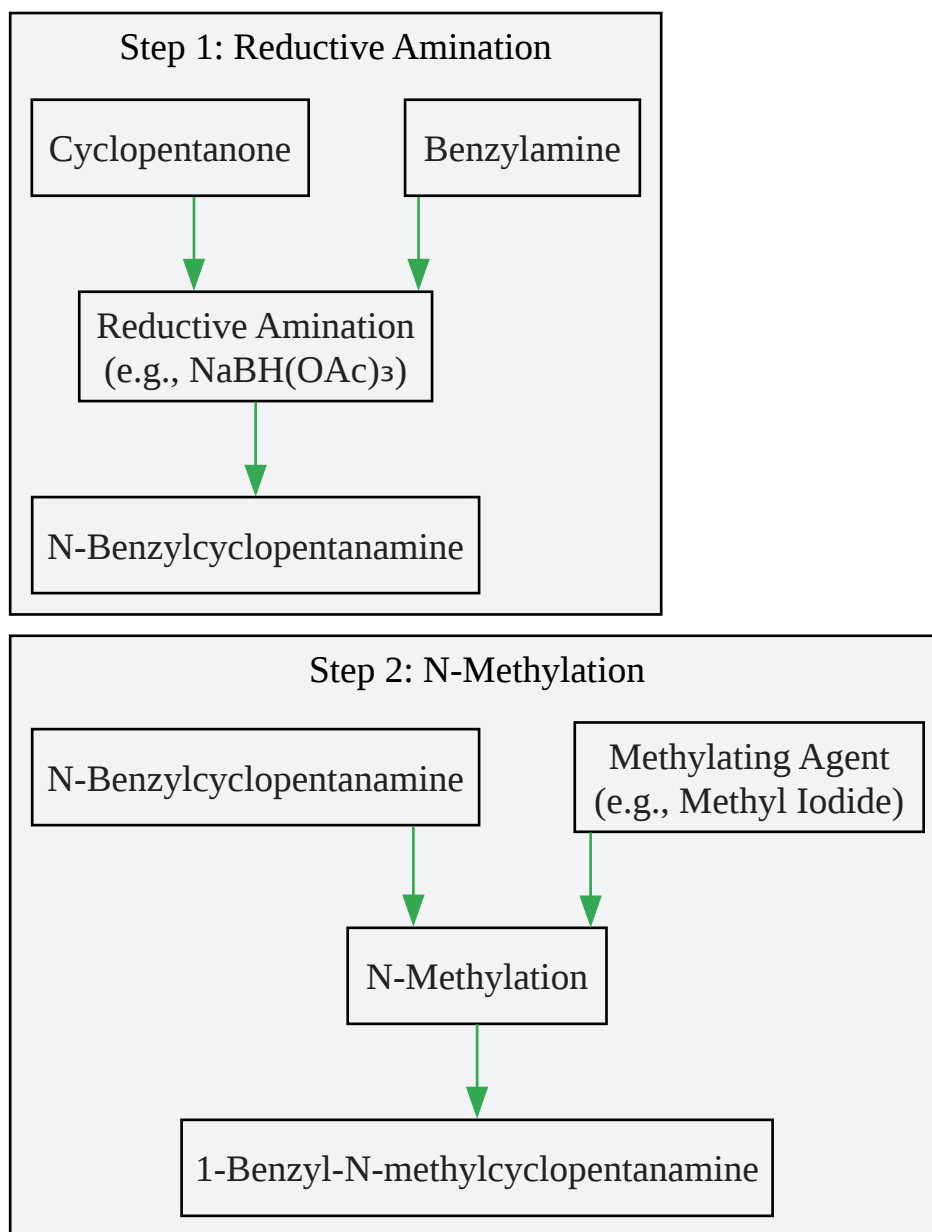 Step 1: Reductive Amination
Cyclopentanone
Benzylamine
Reductive Amination
(e.g., NaBH(OAc)₃)
N-Benzylcyclopentanamine
Step 2: N-Methylation
N-Benzylcyclopentanamine
Methylating Agent
(e.g., Methyl Iodide)
N-Methylation
1-Benzyl-N-methylcyclopentanamine